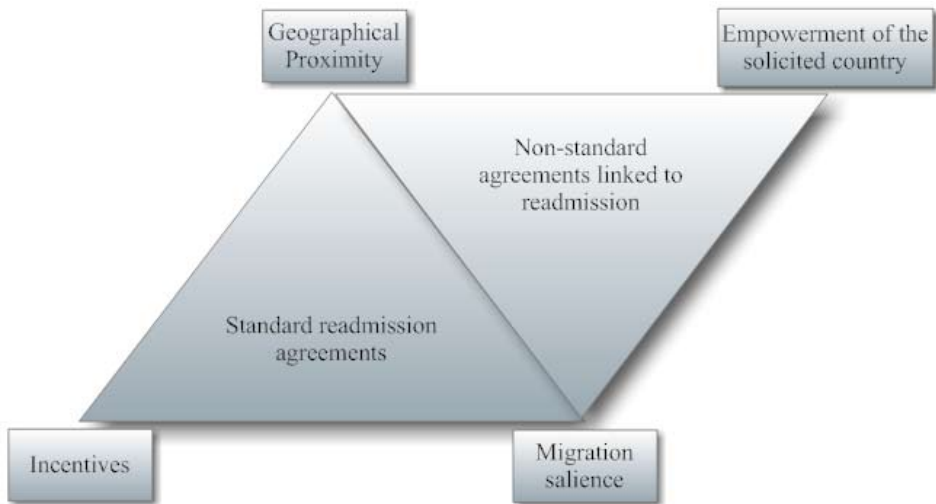 Geographical
Proximity
Empowerment of the
solicited country
Non-standard
agreements linked to
readmission
Standard readmission
agreements
Incentives
Migration
salience